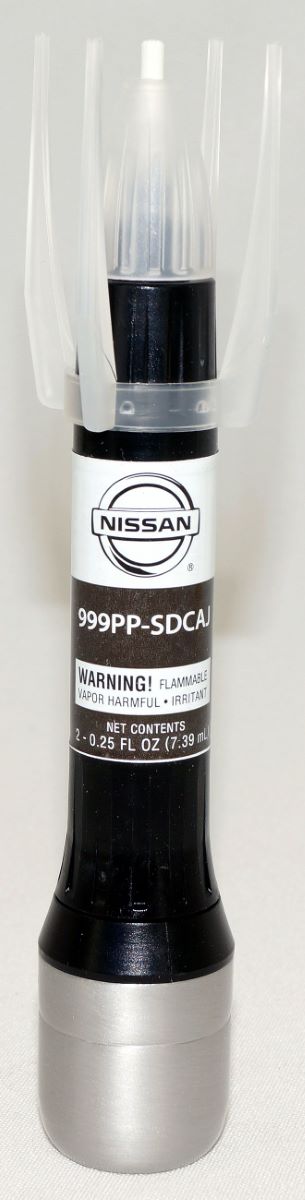 NISSAN
®
999PP-SDCAJ
WARNING! FLAMMABLE
VAPOR HARMFUL • IRRITANT
NET CONTENTS
2 - 0.25 FL OZ (7.39 mL)